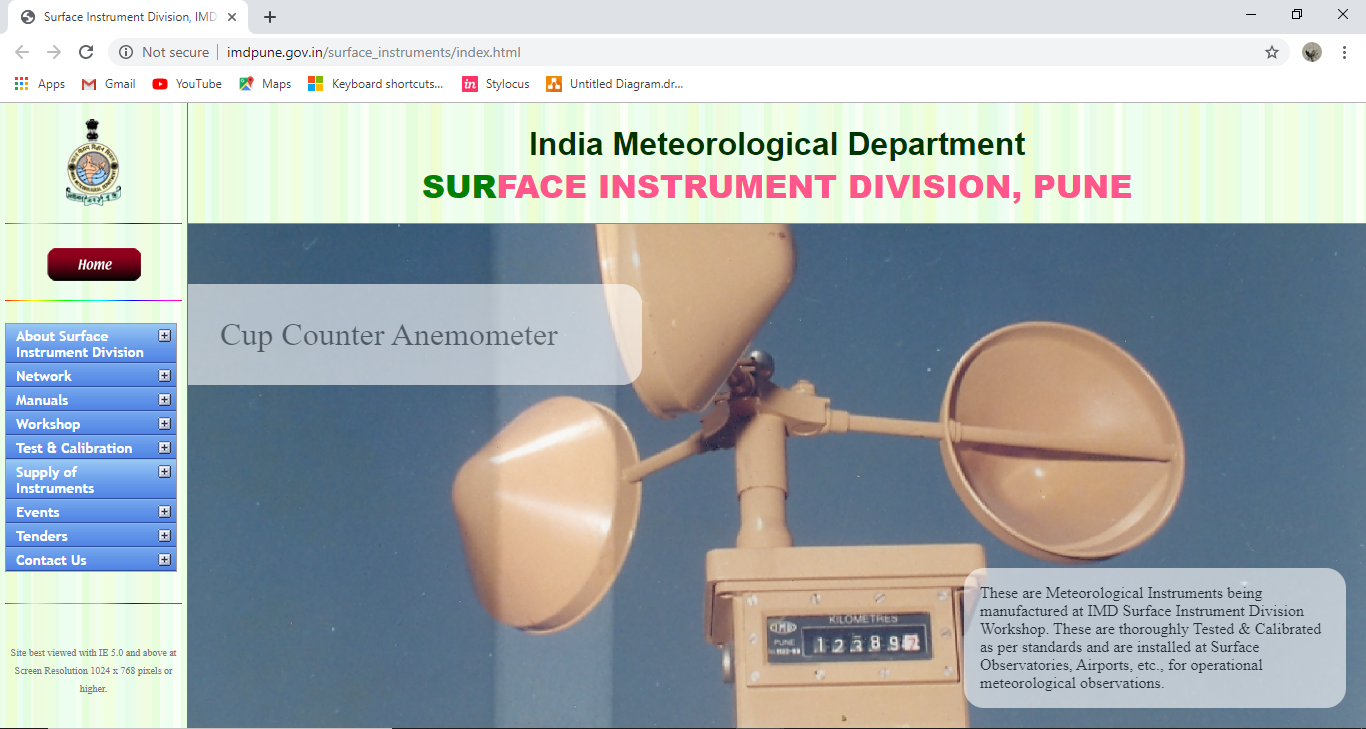 Surface Instrument Division, IMD
Not secure | imdpune.gov.in/surface_instruments/index.html
Apps Gmail YouTube Maps Keyboard shortcuts... Stylocus Untitled Diagram.dr...
India Meteorological Department
SURFACE INSTRUMENT DIVISION, PUNE
Home
About Surface
Instrument Division
Network
Manuals
Workshop
Test & Calibration
Supply of
Instruments
Events
Tenders
Contact Us
Site best viewed with IE 5.0 and above at
Screen Resolution 1024 x 768 pixels or
higher.
Cup Counter Anemometer
KILOMETRES
IMD
PUNE
These are Meteorological Instruments being
manufactured at IMD Surface Instrument Division
Workshop. These are thoroughly Tested & Calibrated
as per standards and are installed at Surface
Observatories, Airports, etc., for operational
meteorological observations.